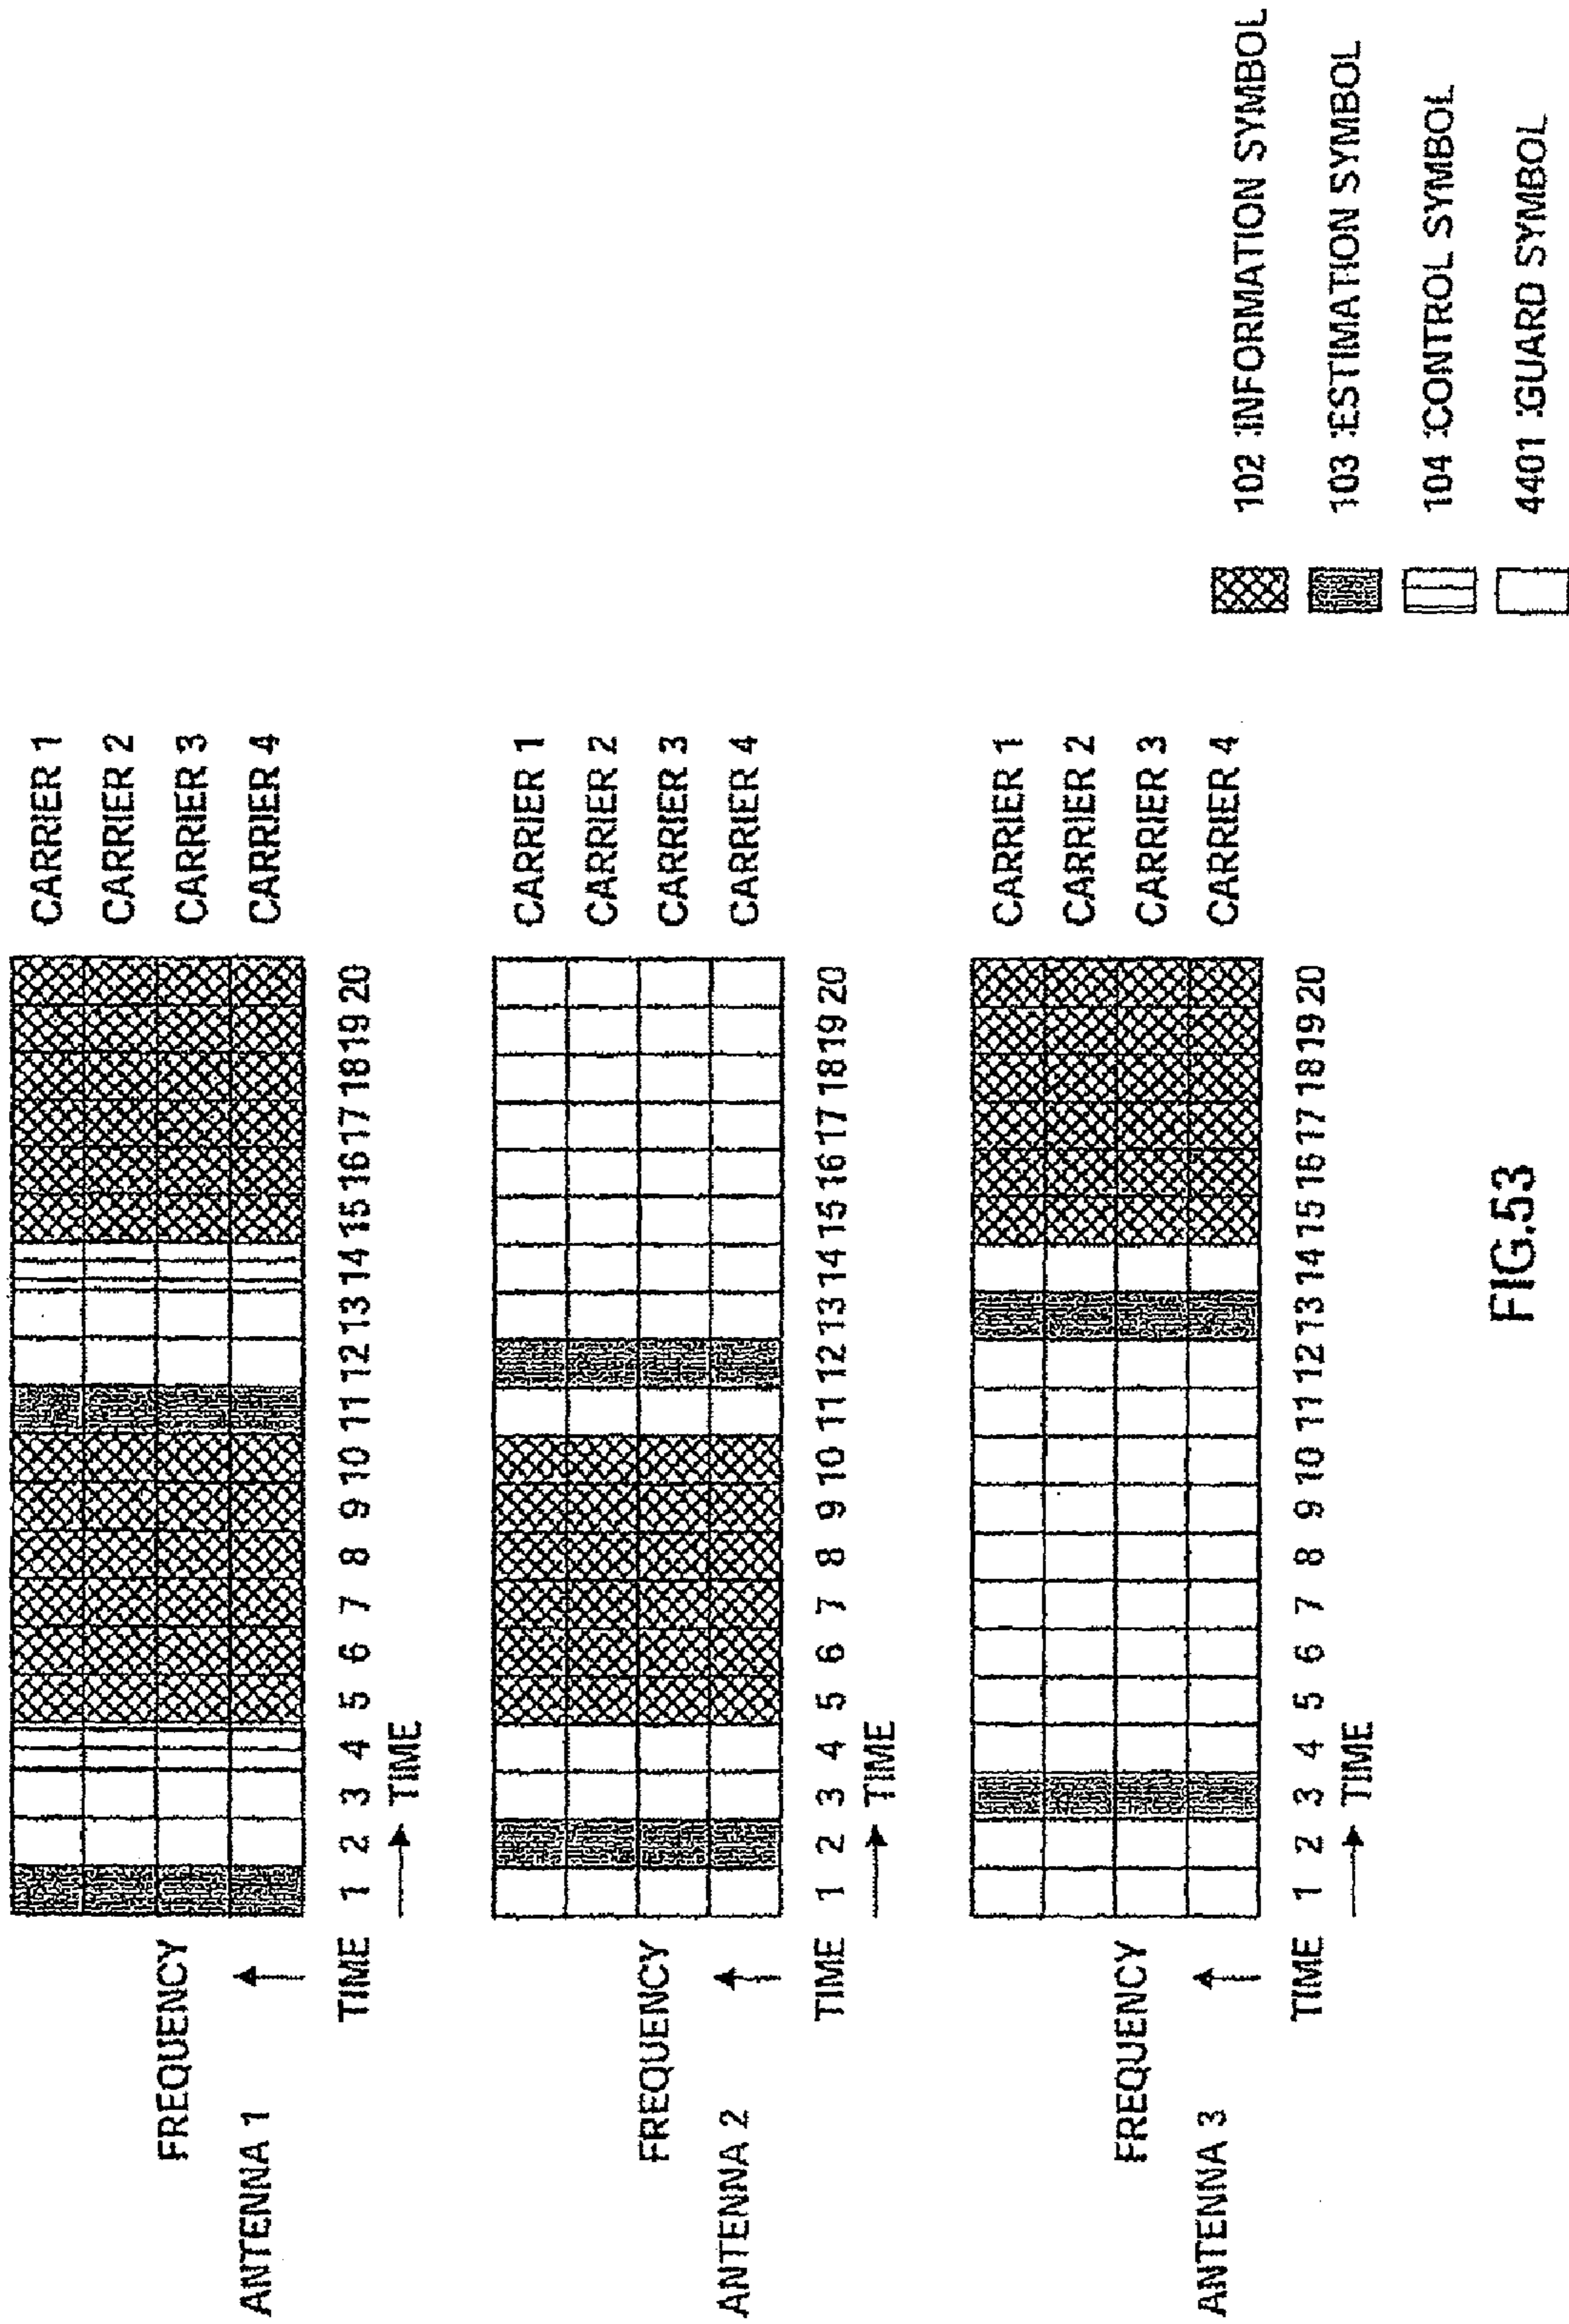 FREQUENCY
ANTENNA 1
CARRIER 1
CARRIER 2
CARRIER 3
CARRIER 4
TIME 1 2 3 4 5 6 7 8 9 10 11 12 13 14 15 16 17 18 19 20
TIME
FREQUENCY
ANTENNA 2
CARRIER 1
CARRIER 2
CARRIER 3
CARRIER 4
TIME 1 2 3 4 5 6 7 8 9 10 11 12 13 14 15 16 17 18 19 20
TIME
FREQUENCY
ANTENNA 3
CARRIER 1
CARRIER 2
CARRIER 3
CARRIER 4
TIME 1 2 3 4 5 6 7 8 9 10 11 12 13 14 15 16 17 18 19 20
TIME
102 :INFORMATION SYMBOL
103 :ESTIMATION SYMBOL
104 :CONTROL SYMBOL
4401 :GUARD SYMBOL
FIG.53